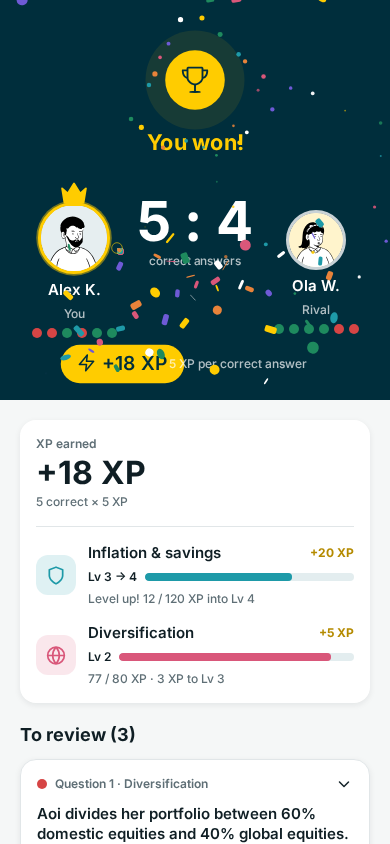 You won!
5 : 4
correct answers
Alex K.
You
Ola W.
Rival
+18 XP
5 XP per correct answer
XP earned
+18 XP
5 correct × 5 XP
Inflation & savings
+20 XP
Lv 3 → 4
Level up! 12 / 120 XP into Lv 4
Diversification
+5 XP
Lv 2
77 / 80 XP · 3 XP to Lv 3
To review (3)
Question 1 · Diversification
Aoi divides her portfolio between 60%
domestic equities and 40% global equities.